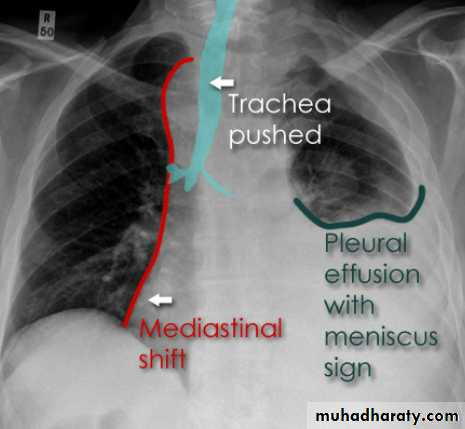 R
50
Trachea
pushed
Pleural
effusion
with
meniscus
sign
Mediastinal
shift
muhadharaty.com